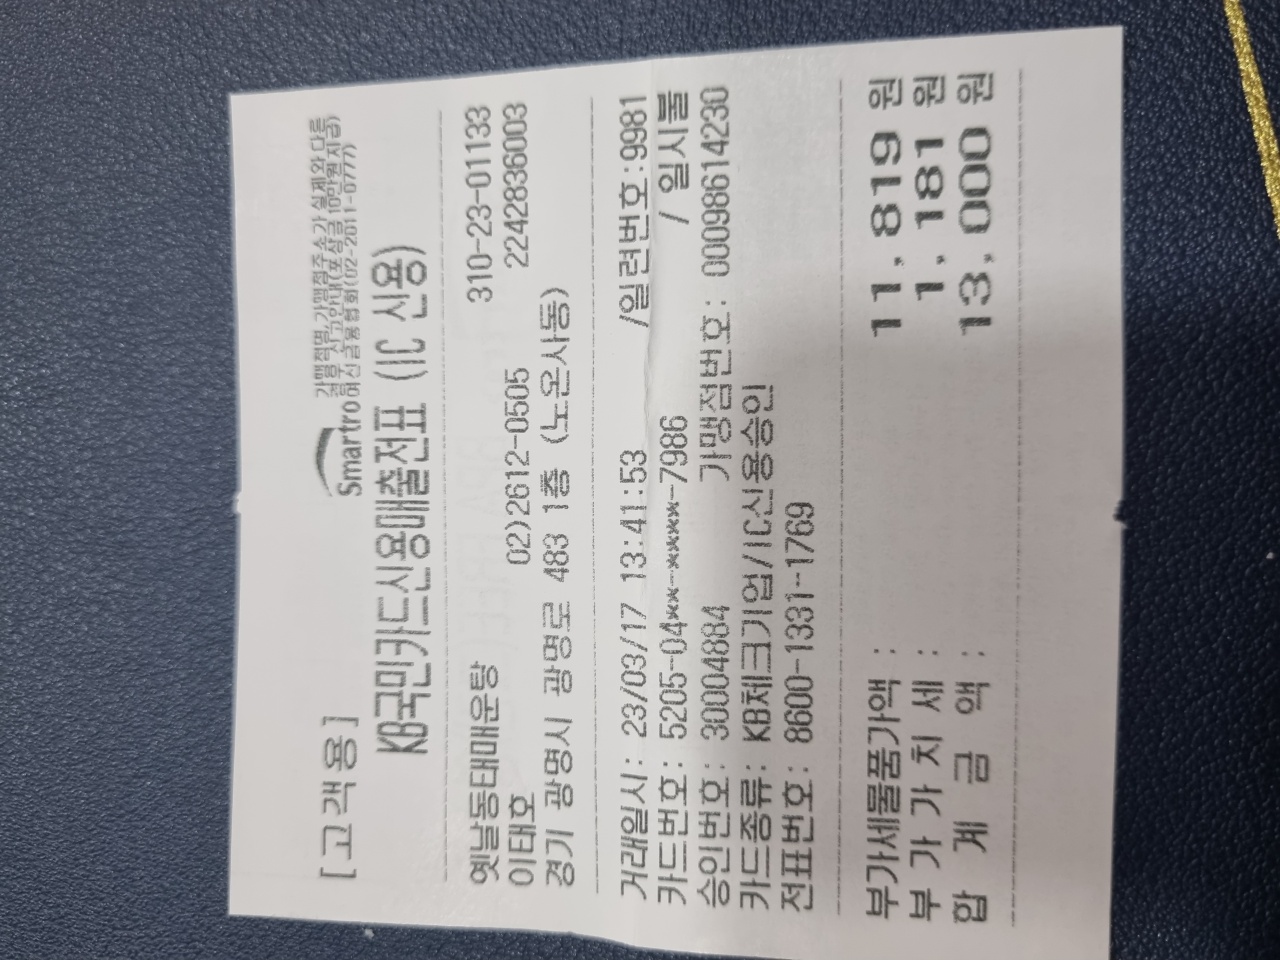 [고객용]
Smartro
가맹점명,가맹점주소가 실제와 다른
경우 신고안내(포상금 10만원 지급)
여신금융협회(02-2011-0777)
KB국민카드신용매출전표 (IC 신용)
옛날동태매운탕 310-23-01133
이태호 02)2612-0505 2242836003
경기 광명시 광명로 483 1층 (노온사동)
거래일시: 23/03/17 13:41:53 /일련번호:9981
카드번호: 5205-04**-****-7986 / 일시불
승인번호: 30004884 가맹점번호: 00098614230
카드종류: KB체크기업/IC신용승인
전표번호: 8600-1331-1769
부가세물품가액 : 11,819 원
부 가 가 치 세 : 1,181 원
합 계 금 액 : 13,000 원